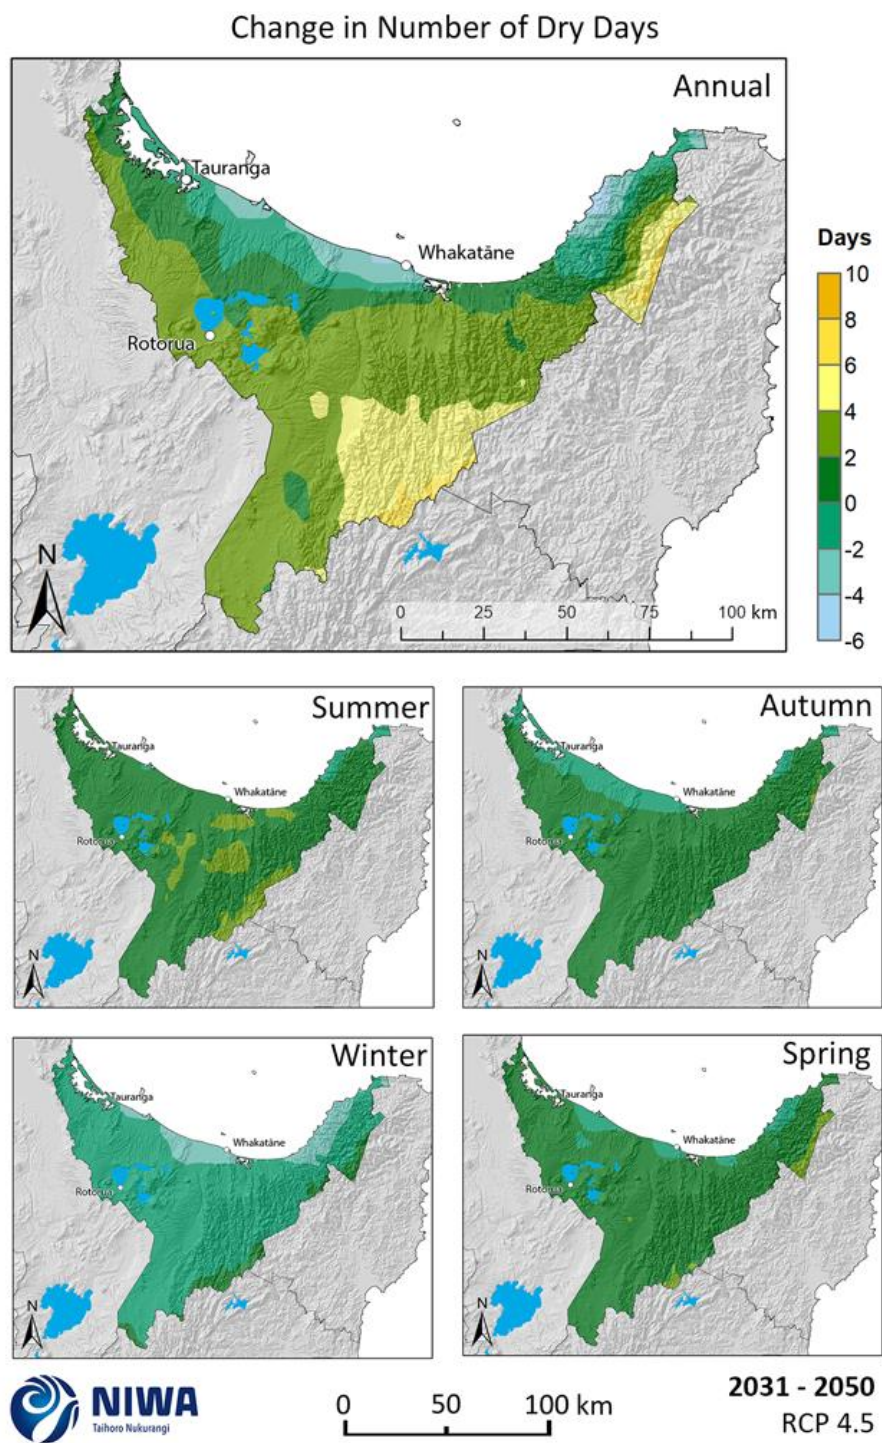 Change in Number of Dry Days
Annual
Tauranga
Whakatāne
Rotorua
Days
10
8
6
4
2
0
-2
-4
-6
N
0 25 50 75 100 km
Summer
Tauranga
Whakatāne
Rotorua
N
Autumn
Tauranga
Whakatāne
Rotorua
N
Winter
Tauranga
Whakatāne
Rotorua
N
Spring
Tauranga
Whakatāne
Rotorua
N
NIWA
Taihoro Nukurangi
0 50 100 km
2031 - 2050
RCP 4.5